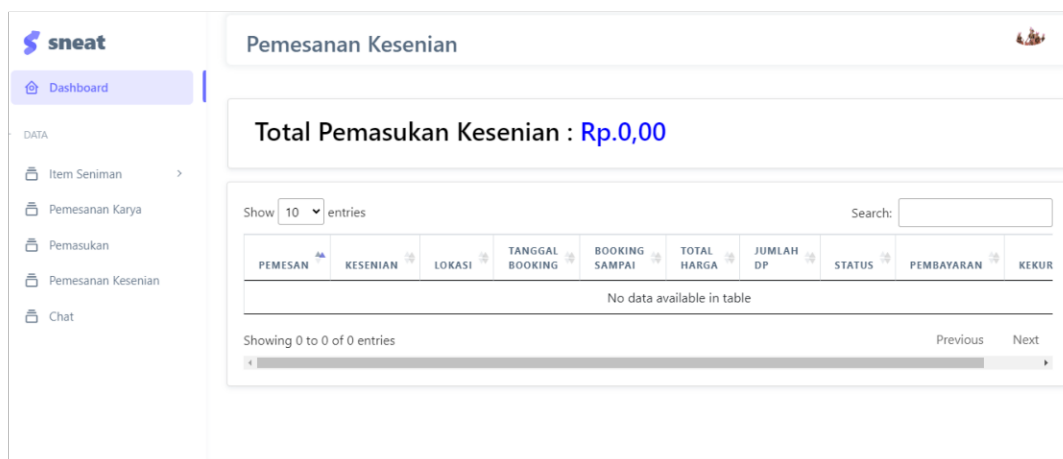 sneat
Pemesanan Kesenian
Dashboard
DATA
Item Seniman
Pemesanan Karya
Pemasukan
Pemesanan Kesenian
Chat
Total Pemasukan Kesenian : Rp.0,00
Show 10 entries
Search:
PEMESAN KESENIAN LOKASI TANGGAL BOOKING BOOKING SAMPAI TOTAL HARGA JUMLAH DP STATUS PEMBAYARAN KEKUR
No data available in table
Showing 0 to 0 of 0 entries
Previous Next